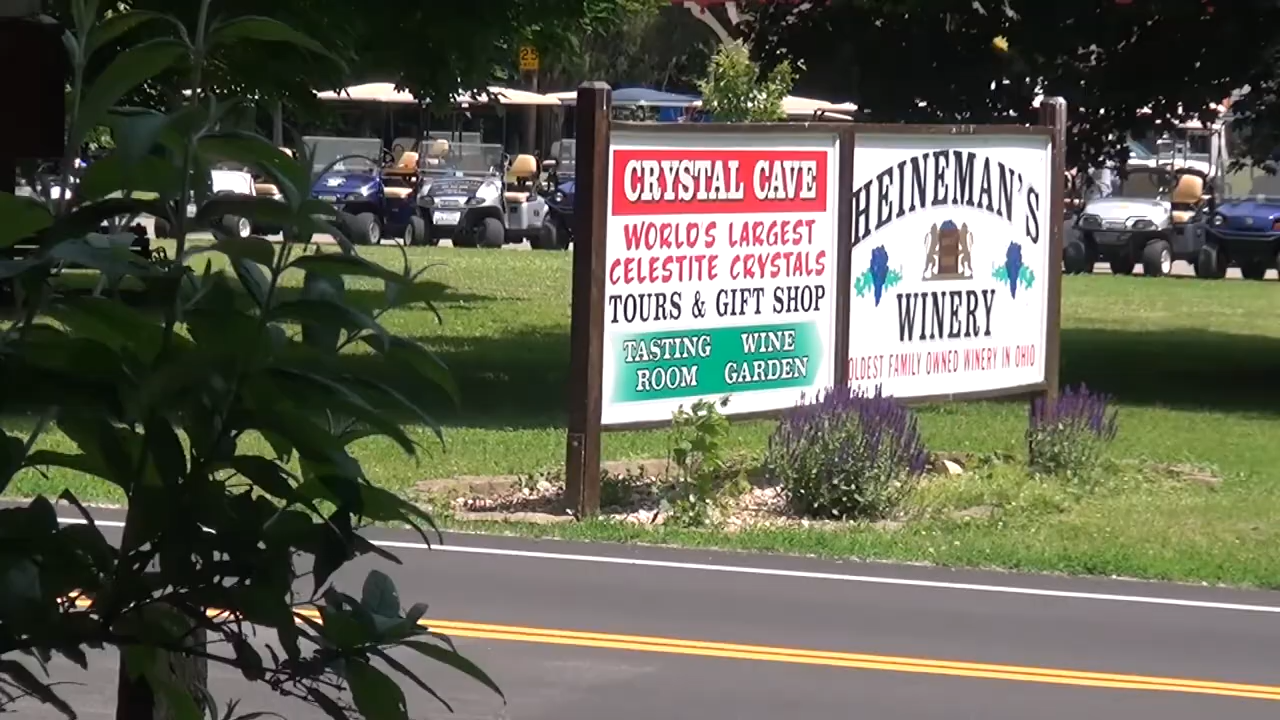 25
CRYSTAL CAVE
WORLD'S LARGEST
CELESTITE CRYSTALS
TOURS & GIFT SHOP
TASTING ROOM
WINE GARDEN
HEINEMAN'S
WINERY
OLDEST FAMILY OWNED WINERY IN OHIO